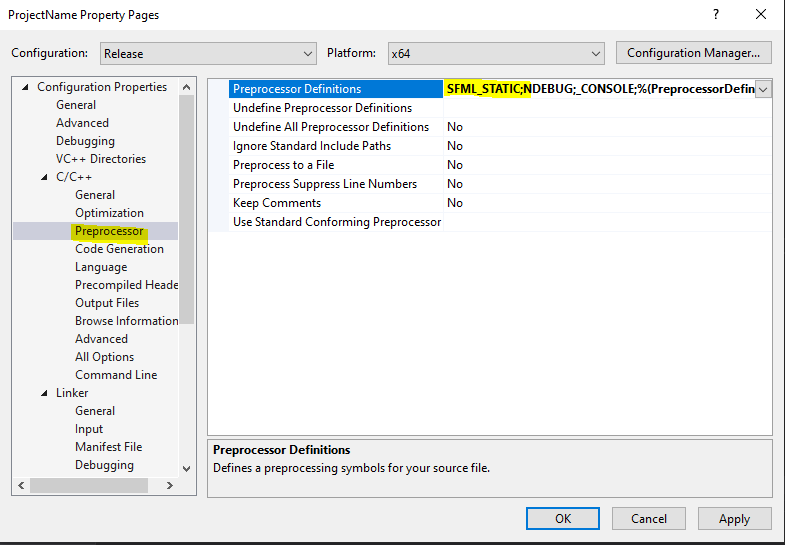 ProjectName Property Pages
Configuration: Release Platform: x64 Configuration Manager...
Configuration Properties
General
Advanced
Debugging
VC++ Directories
C/C++
General
Optimization
Preprocessor
Code Generation
Language
Precompiled Heade
Output Files
Browse Information
Advanced
All Options
Command Line
Linker
General
Input
Manifest File
Debugging
Preprocessor Definitions SFML_STATIC;NDEBUG;_CONSOLE;%(PreprocessorDefin
Undefine Preprocessor Definitions
Undefine All Preprocessor Definitions No
Ignore Standard Include Paths No
Preprocess to a File No
Preprocess Suppress Line Numbers No
Keep Comments No
Use Standard Conforming Preprocessor
Preprocessor Definitions
Defines a preprocessing symbols for your source file.
OK Cancel Apply